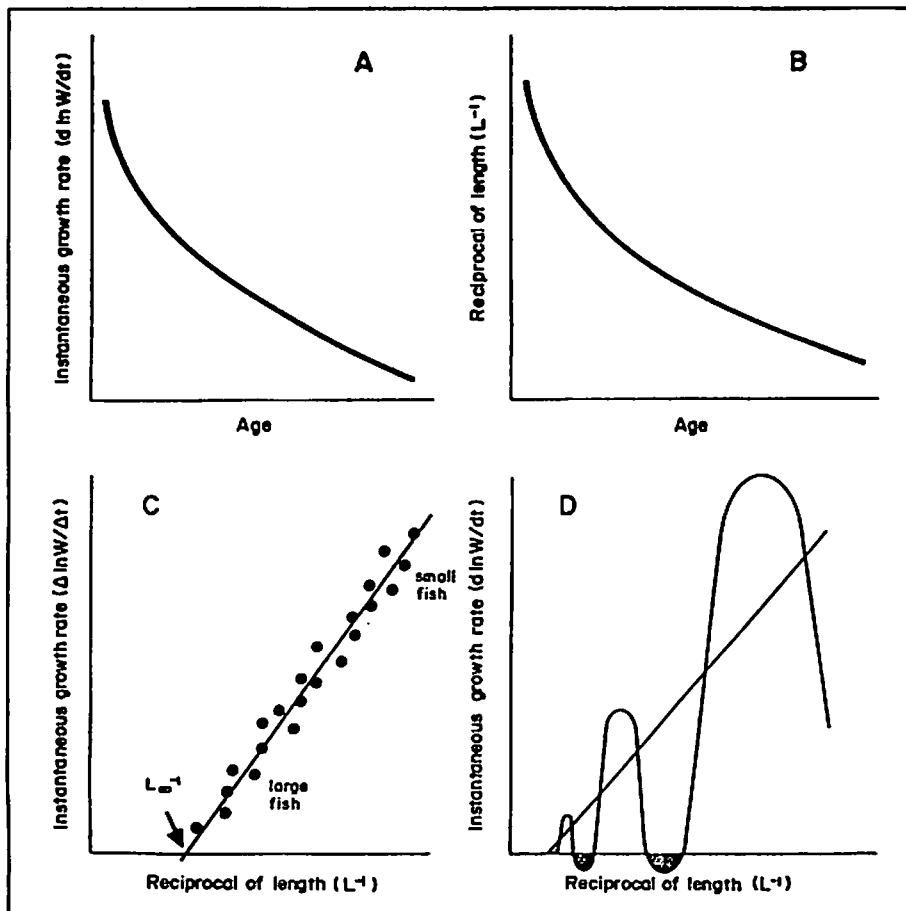 A
Instantaneous growth rate (d lnW/dt)
Age
B
Reciprocal of length (L⁻¹)
Age
C
Instantaneous growth rate (Δ lnW/Δt)
small
fish
L∞⁻¹
large
fish
Reciprocal of length (L⁻¹)
D
Instantaneous growth rate (d lnW/dt)
Reciprocal of length (L⁻¹)